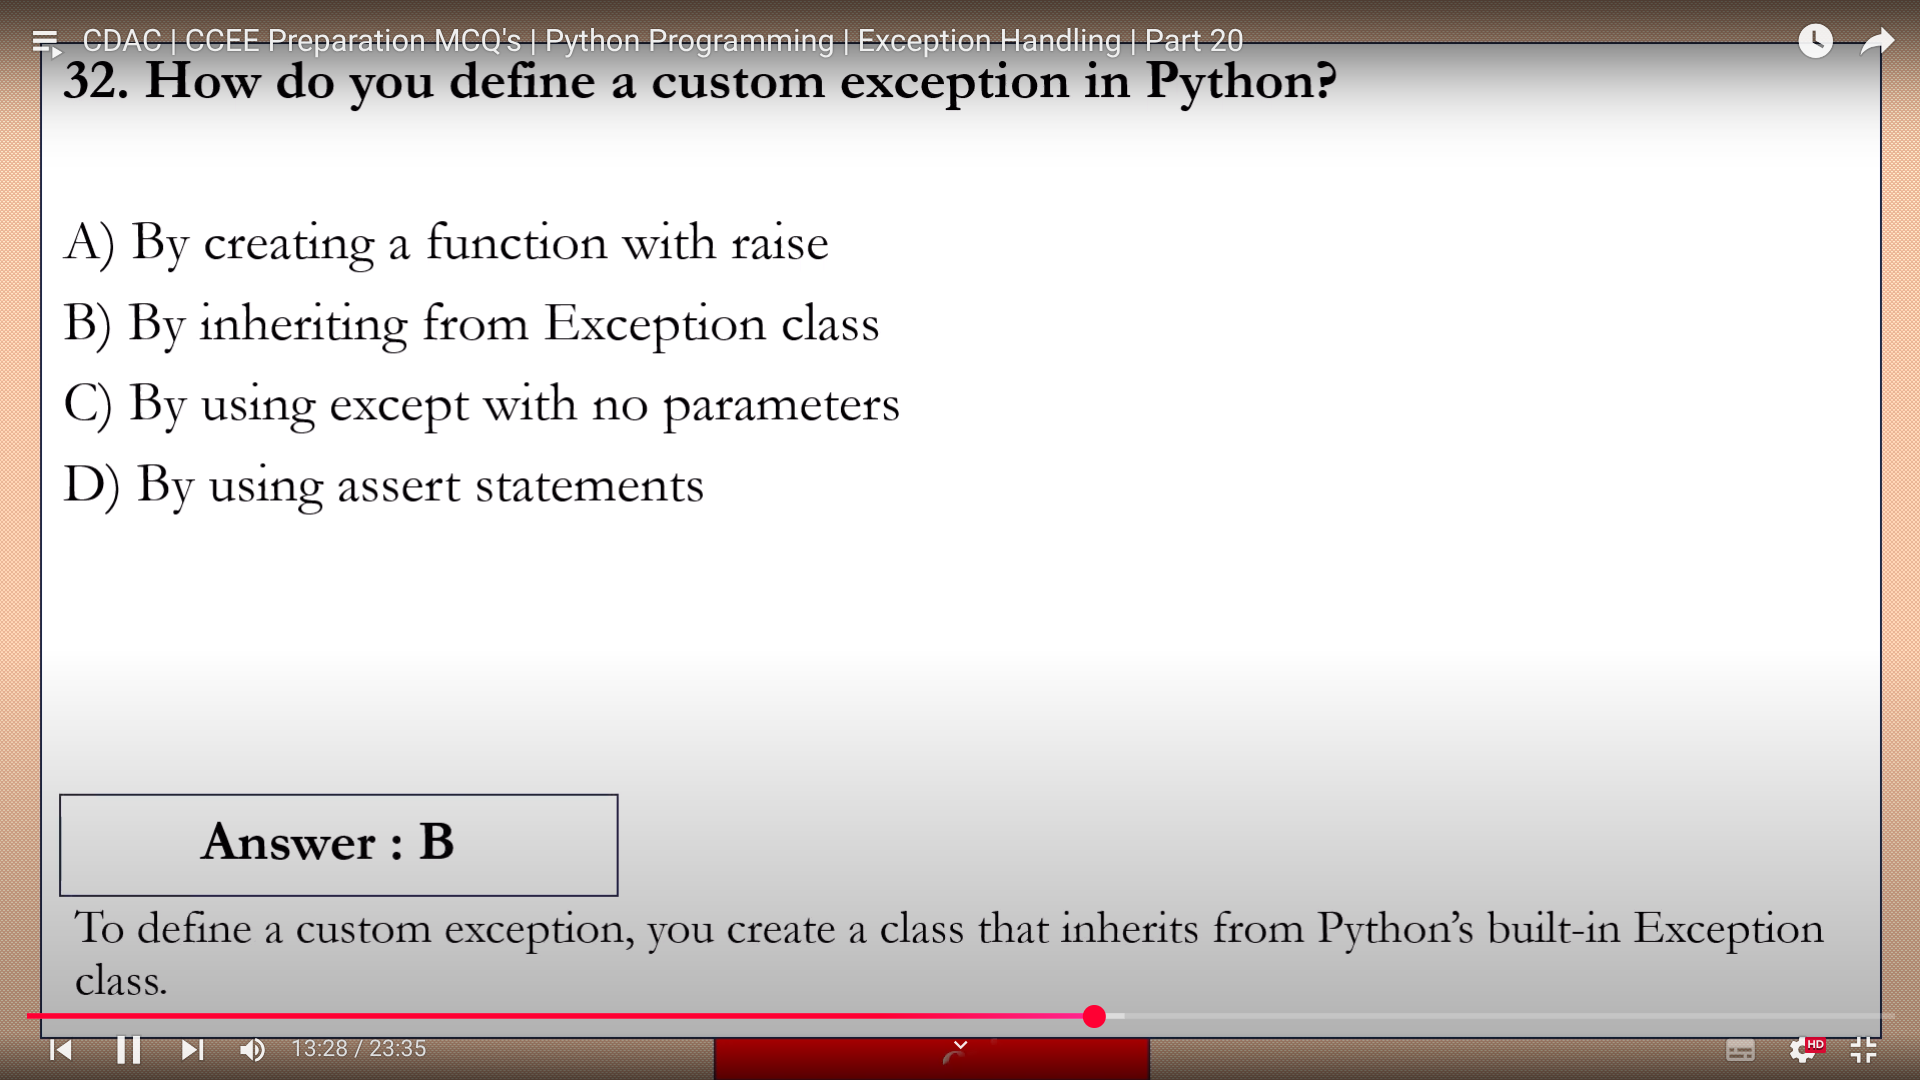 CDAC | CCEE Preparation MCQ's | Python Programming | Exception Handling | Part 20
32. How do you define a custom exception in Python?
A) By creating a function with raise
B) By inheriting from Exception class
C) By using except with no parameters
D) By using assert statements
Answer : B
To define a custom exception, you create a class that inherits from Python’s built-in Exception
class.
13:28 / 23:35
HD